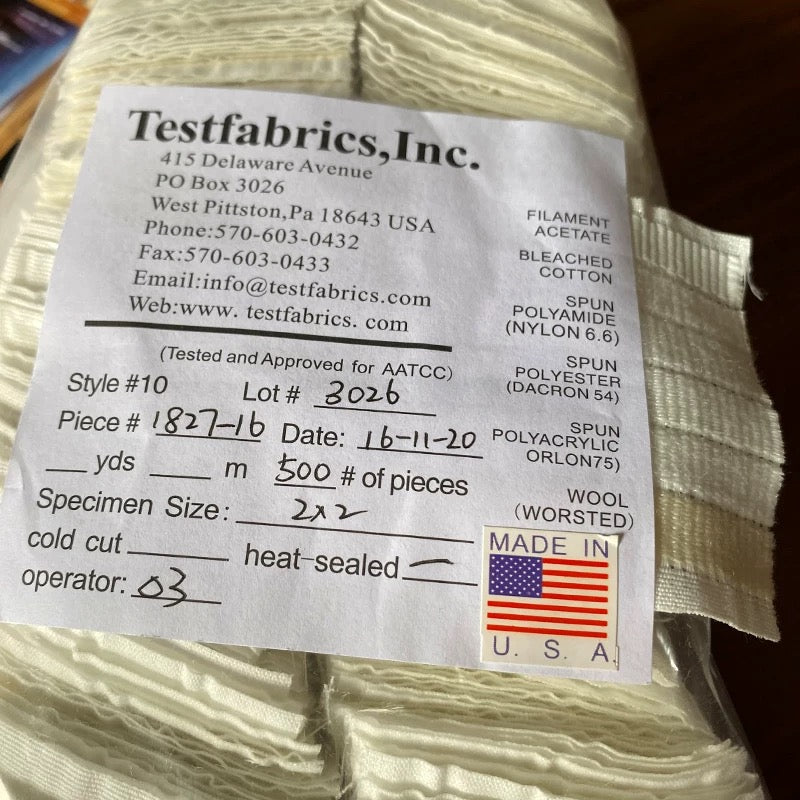 Testfabrics,Inc.
415 Delaware Avenue
PO Box 3026
West Pittston,Pa 18643 USA
Phone:570-603-0432
Fax:570-603-0433
Email:info@testfabrics.com
Web:www. testfabrics. com
(Tested and Approved for AATCC)
Style #10 Lot # 3026
Piece # 1827-16 Date: 16-11-20
___ yds ___ m 500 # of pieces
Specimen Size: 2x2
cold cut ___ heat-sealed —
operator: 03
FILAMENT
ACETATE
BLEACHED
COTTON
SPUN
POLYAMIDE
(NYLON 6.6)
SPUN
POLYESTER
(DACRON 54)
SPUN
POLYACRYLIC
ORLON75)
WOOL
(WORSTED)
MADE IN
U. S. A.